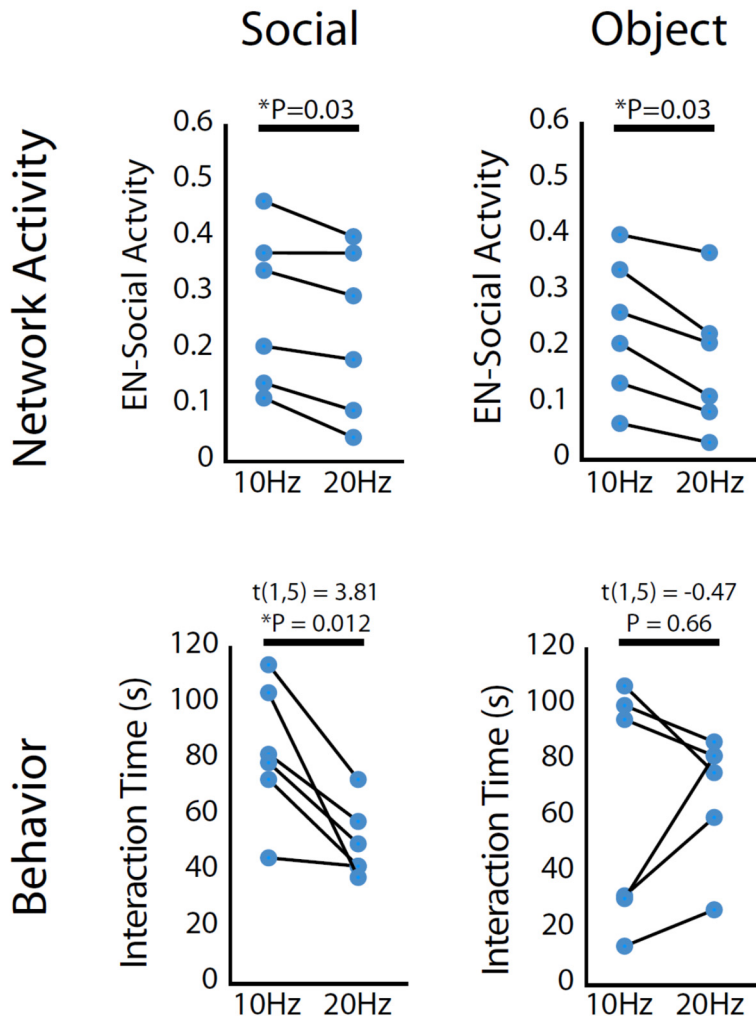 Social
Object
Network Activity
EN-Social Actvity
*P=0.03
0.6
0.5
0.4
0.3
0.2
0.1
0
10Hz 20Hz
EN-Social Actvity
*P=0.03
0.6
0.5
0.4
0.3
0.2
0.1
0
10Hz 20Hz
Behavior
Interaction Time (s)
t(1,5) = 3.81
*P = 0.012
120
100
80
60
40
20
0
10Hz 20Hz
Interaction Time (s)
t(1,5) = -0.47
P = 0.66
120
100
80
60
40
20
0
10Hz 20Hz